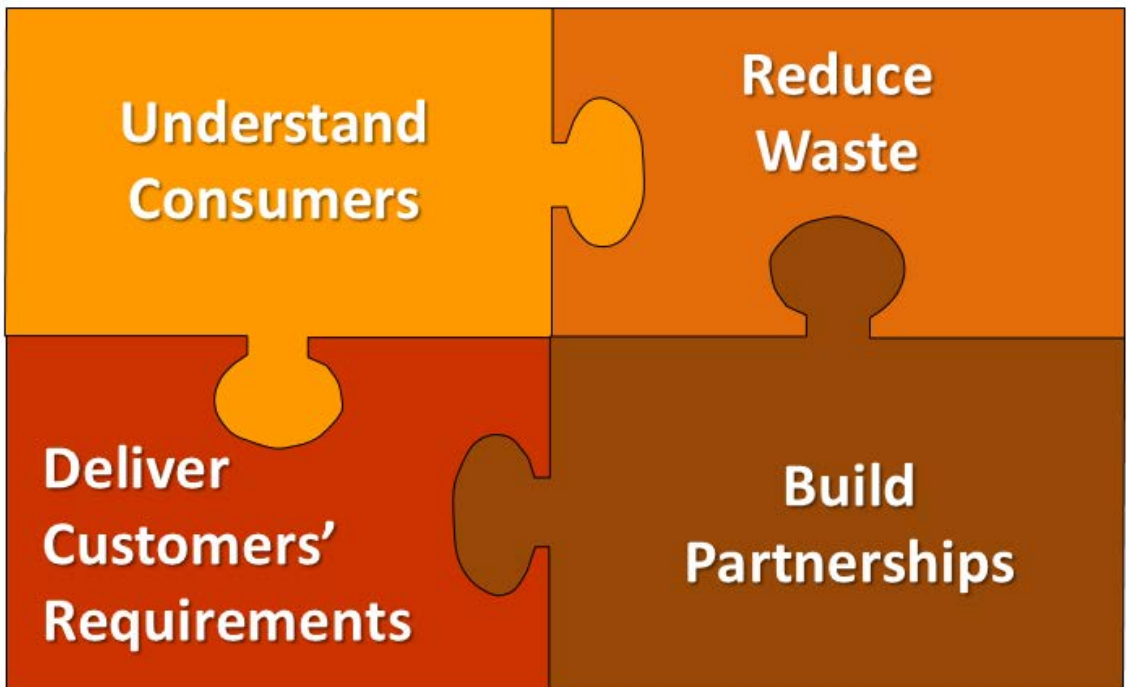 Understand
Consumers
Reduce
Waste
Deliver
Customers’
Requirements
Build
Partnerships